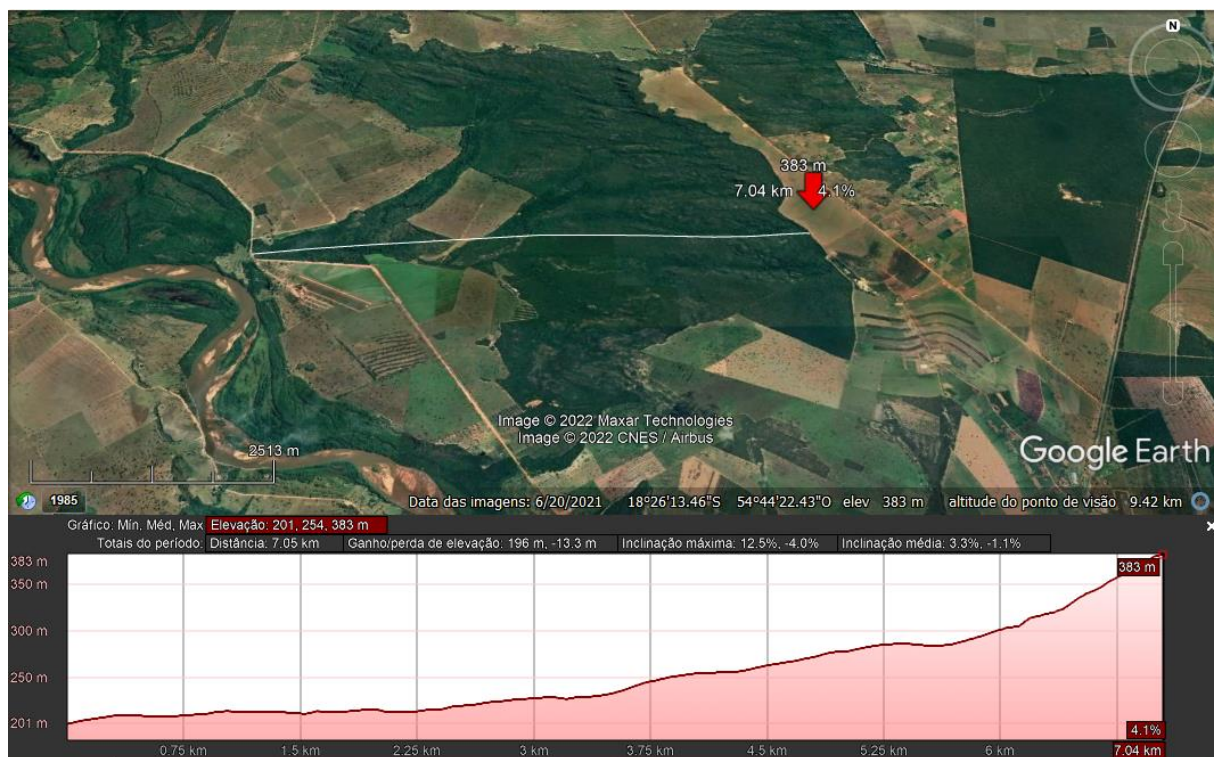 N
383 m
7.04 km 4.1%
Image © 2022 Maxar Technologies
Image © 2022 CNES / Airbus
2513 m
Google Earth
1985
Data das imagens: 6/20/2021 18°26'13.46"S 54°44'22.43"O elev 383 m altitude do ponto de visão 9.42 km
Gráfico: Mín, Méd, Max Elevação: 201, 254, 383 m
Totais do período: Distância: 7.05 km Ganho/perda de elevação: 196 m, -13.3 m Inclinação máxima: 12.5%, -4.0% Inclinação média: 3.3%, -1.1%
383 m
383 m
350 m
300 m
250 m
201 m
4.1%
0.75 km 1.5 km 2.25 km 3 km 3.75 km 4.5 km 5.25 km 6 km 7.04 km